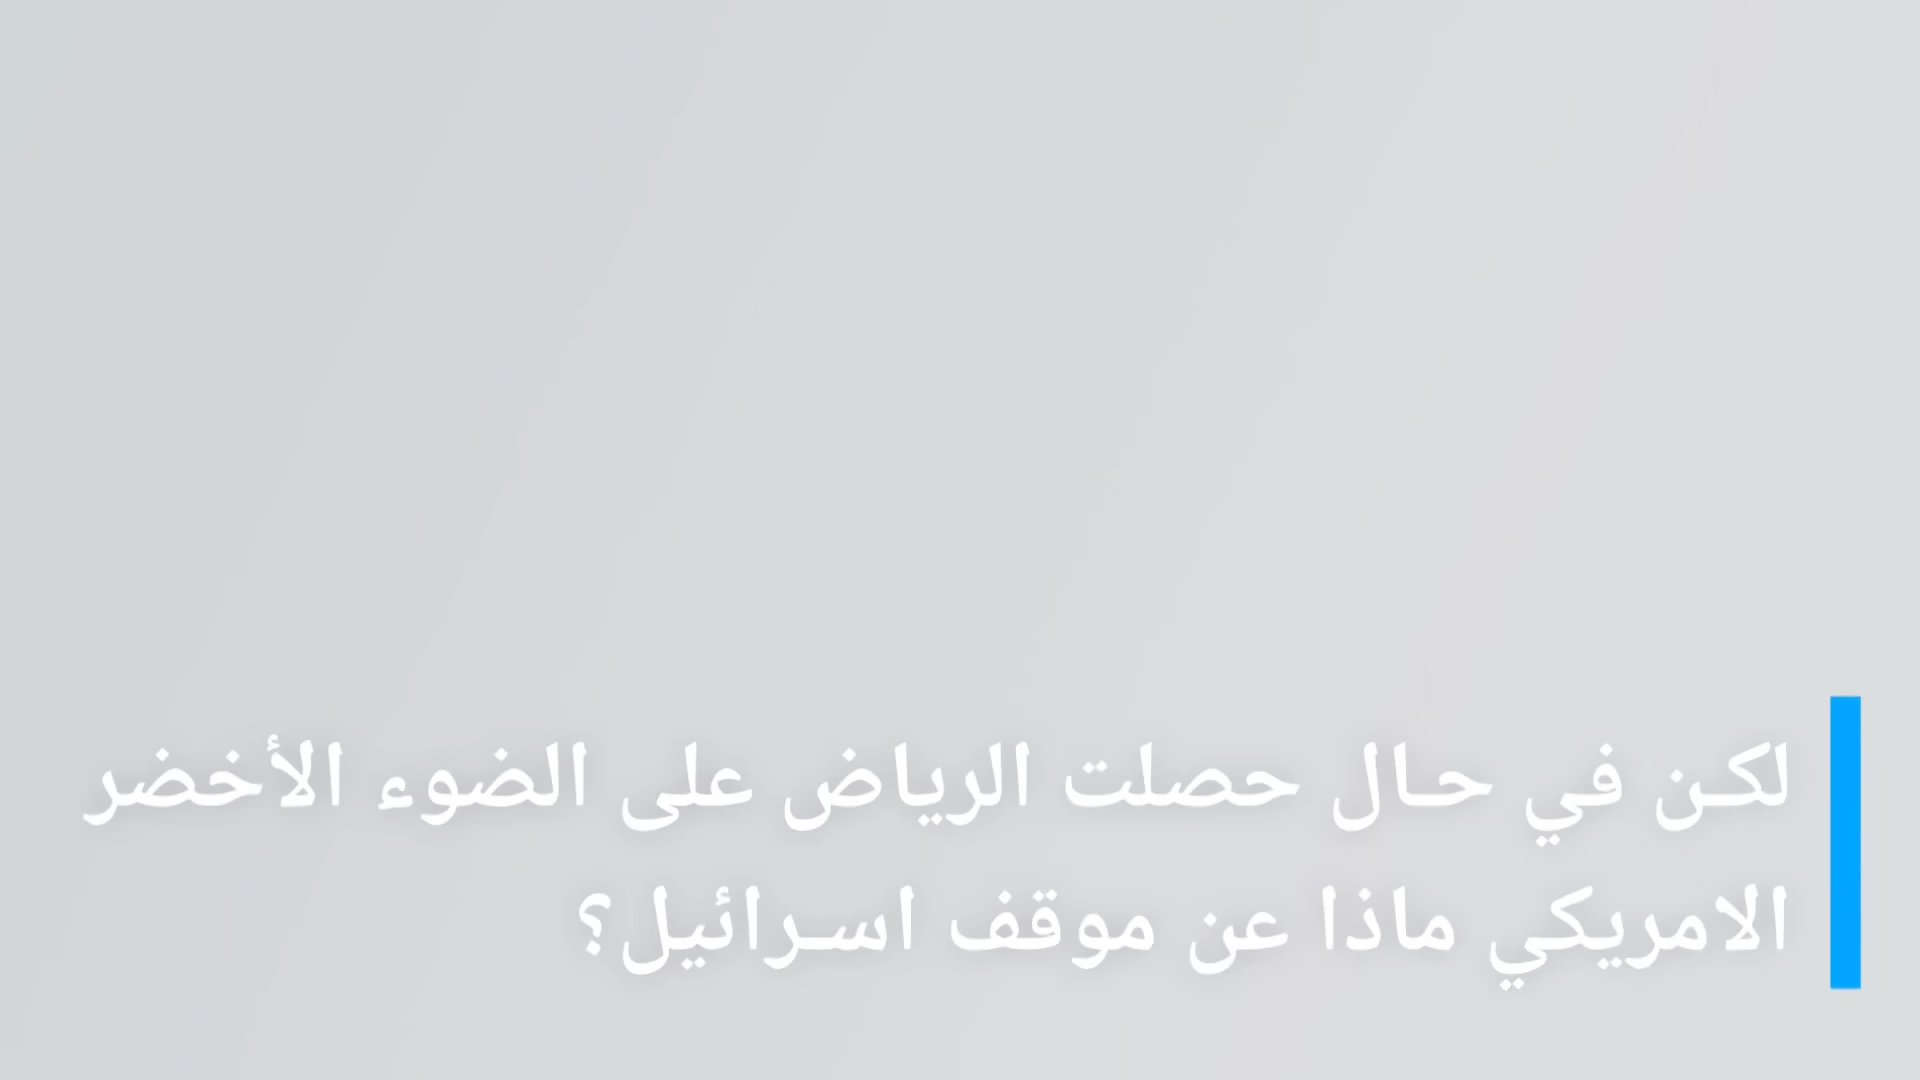 لكن في حال حصلت الرياض على الضوء الأخضر
الامريكي ماذا عن موقف اسرائيل؟